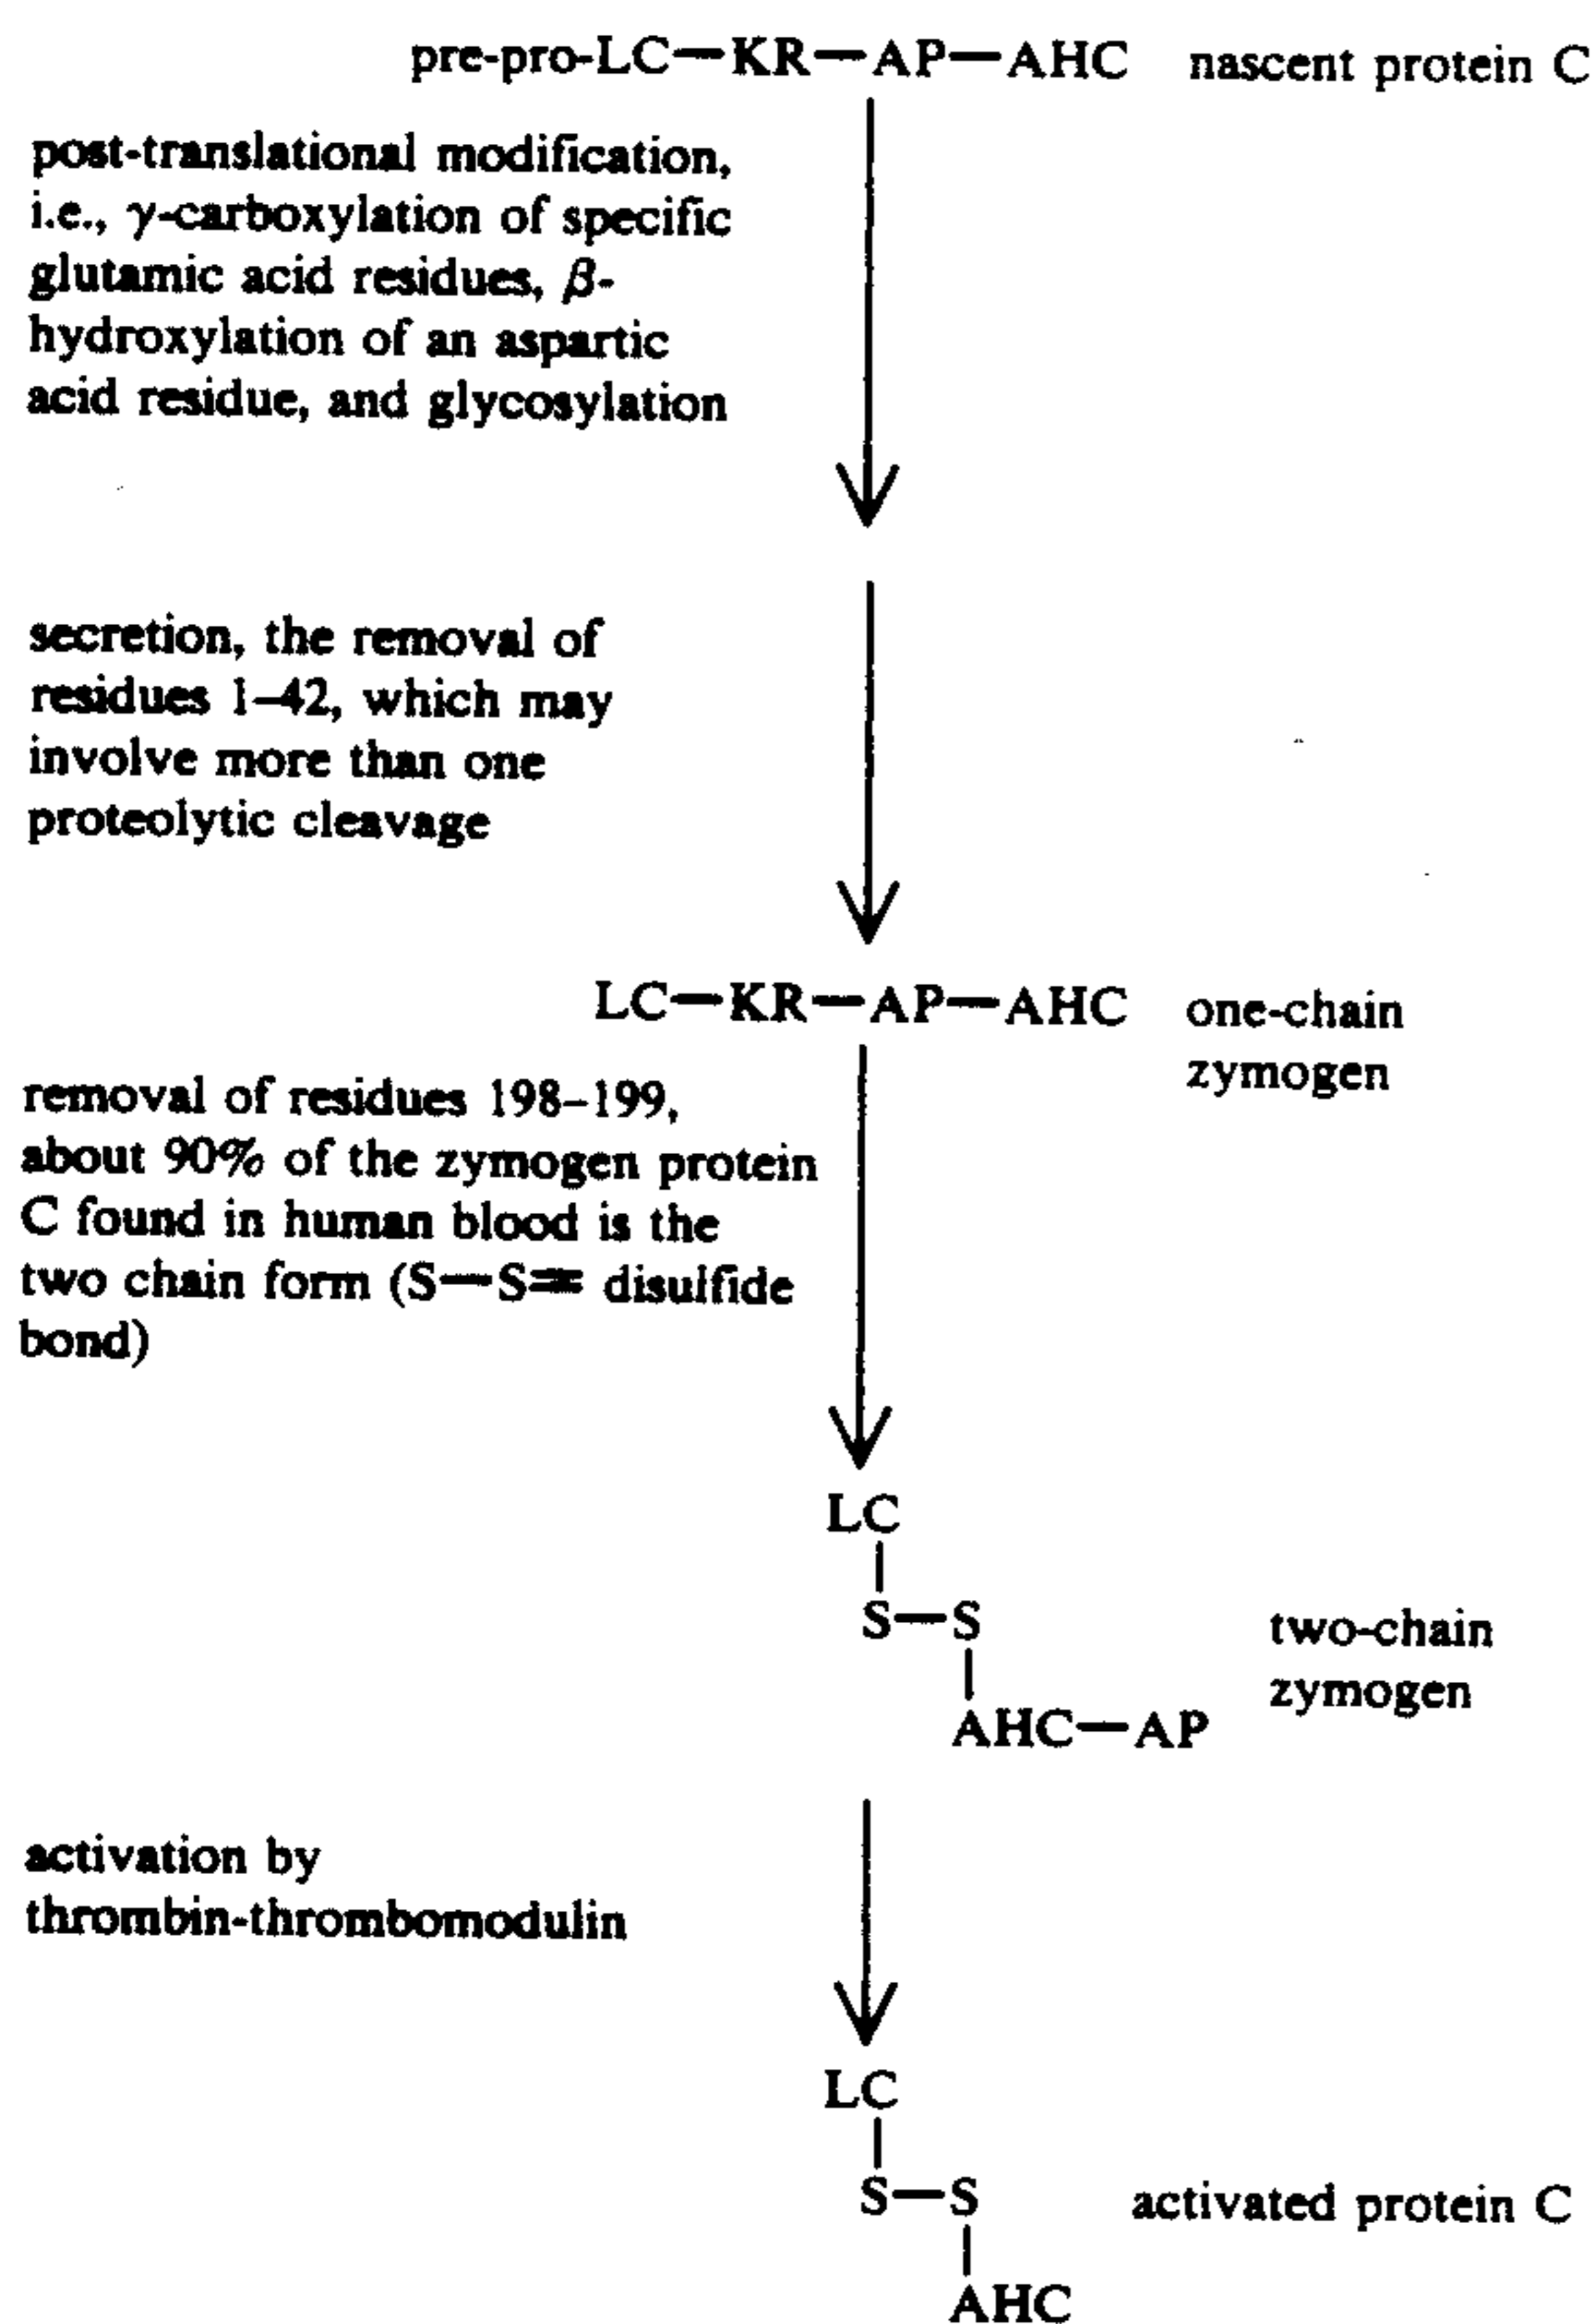 pre-pro-LC—KR—AP—AHC nascent protein C
post-translational modification,
i.e., γ-carboxylation of specific
glutamic acid residues, β-
hydroxylation of an aspartic
acid residue, and glycosylation
secretion, the removal of
residues 1–42, which may
involve more than one
proteolytic cleavage
LC—KR—AP—AHC one-chain
zymogen
removal of residues 198–199,
about 90% of the zymogen protein
C found in human blood is the
two chain form (S—S= disulfide
bond)
LC
S—S
AHC—AP
two-chain
zymogen
activation by
thrombin-thrombomodulin
LC
S—S activated protein C
AHC